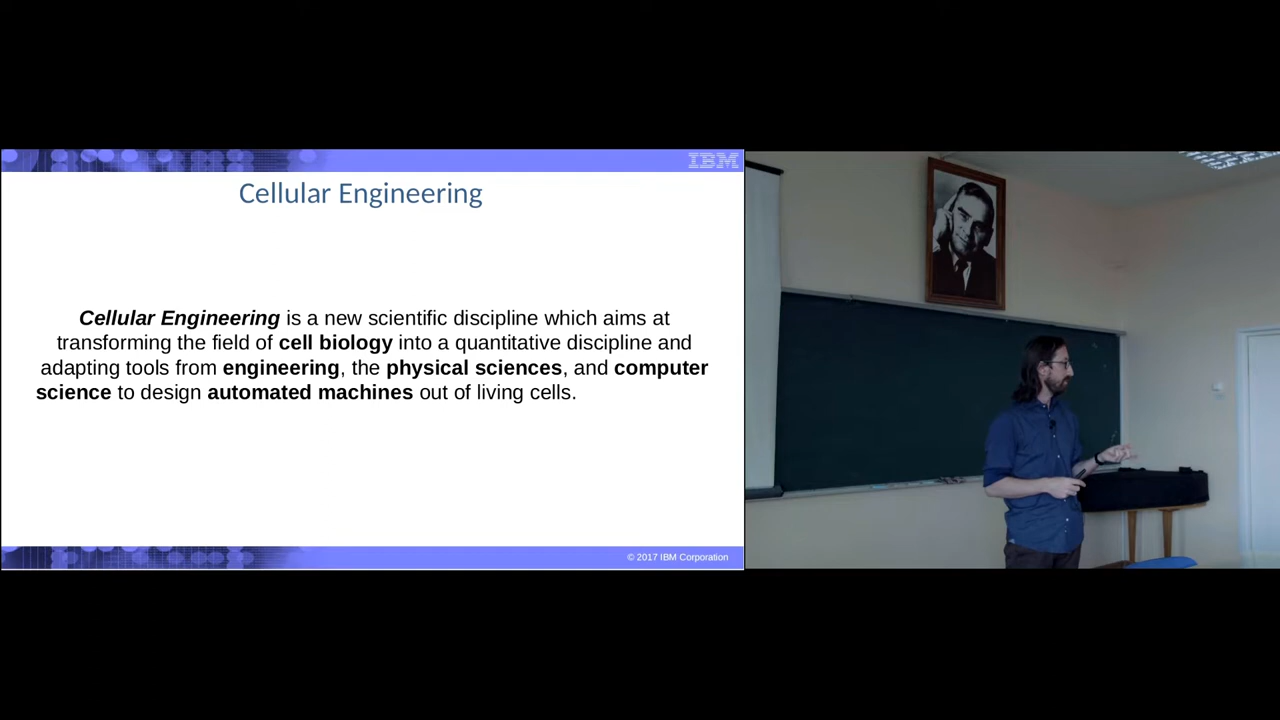 IBM
Cellular Engineering
Cellular Engineering is a new scientific discipline which aims at
transforming the field of cell biology into a quantitative discipline and
adapting tools from engineering, the physical sciences, and computer
science to design automated machines out of living cells.
© 2017 IBM Corporation